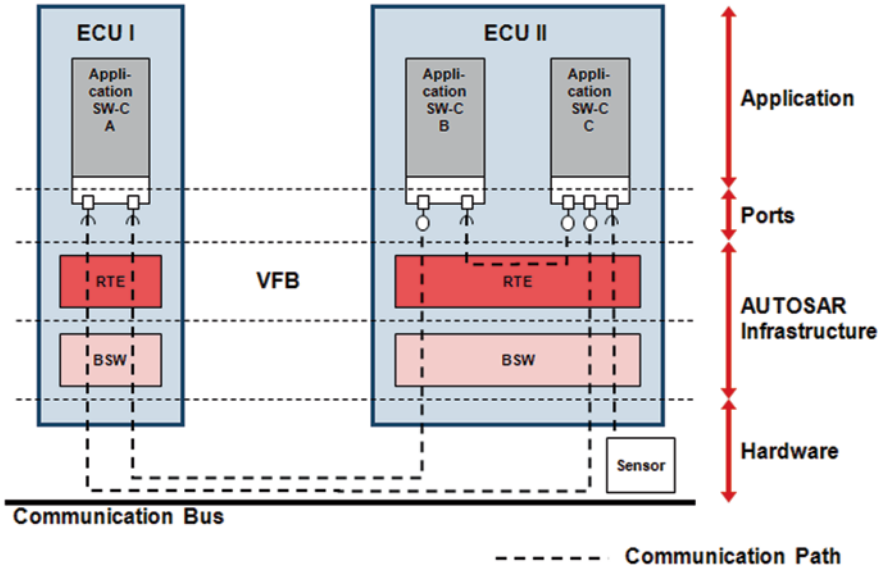 ECU I
ECU II
Appli-
cation
SW-C
A
Appli-
cation
SW-C
B
Appli-
cation
SW-C
C
Application
Ports
RTE
VFB
RTE
AUTOSAR
Infrastructure
BSW
BSW
Sensor
Hardware
Communication Bus
Communication Path